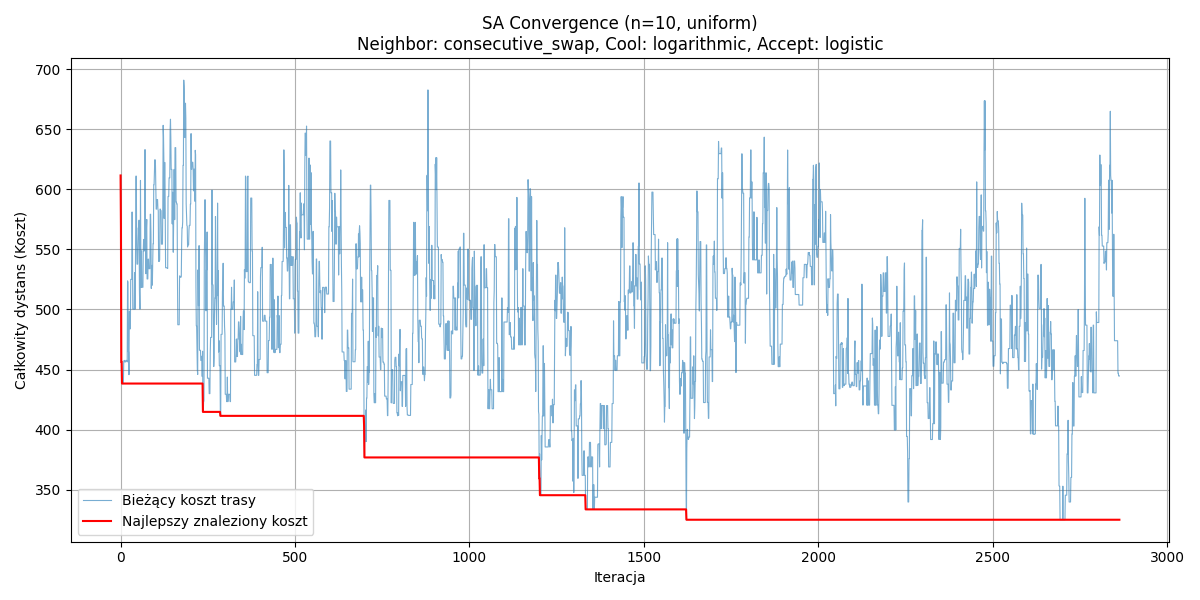 SA Convergence (n=10, uniform)
Neighbor: consecutive_swap, Cool: logarithmic, Accept: logistic
Całkowity dystans (Koszt)
700
650
600
550
500
450
400
350
Bieżący koszt trasy
Najlepszy znaleziony koszt
0
500
1000
1500
2000
2500
3000
Iteracja